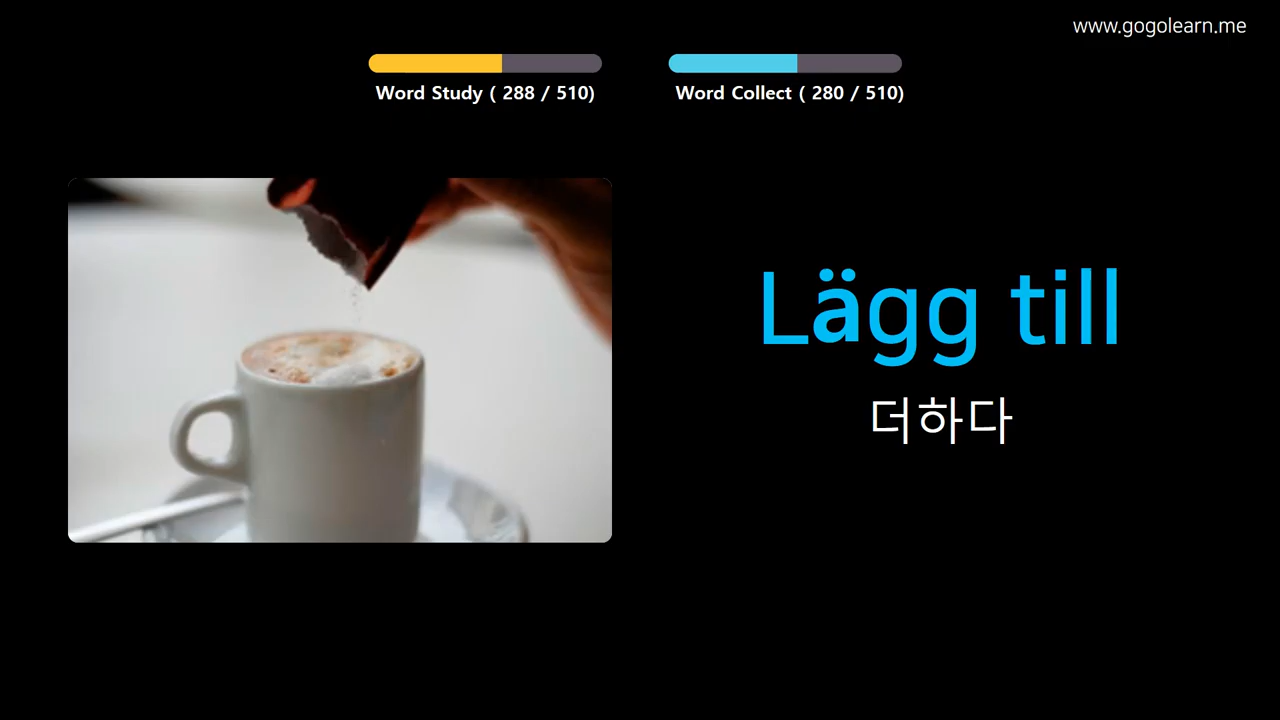 www.gogolearn.me
Word Study ( 288 / 510)
Word Collect ( 280 / 510)
Lägg till
더하다